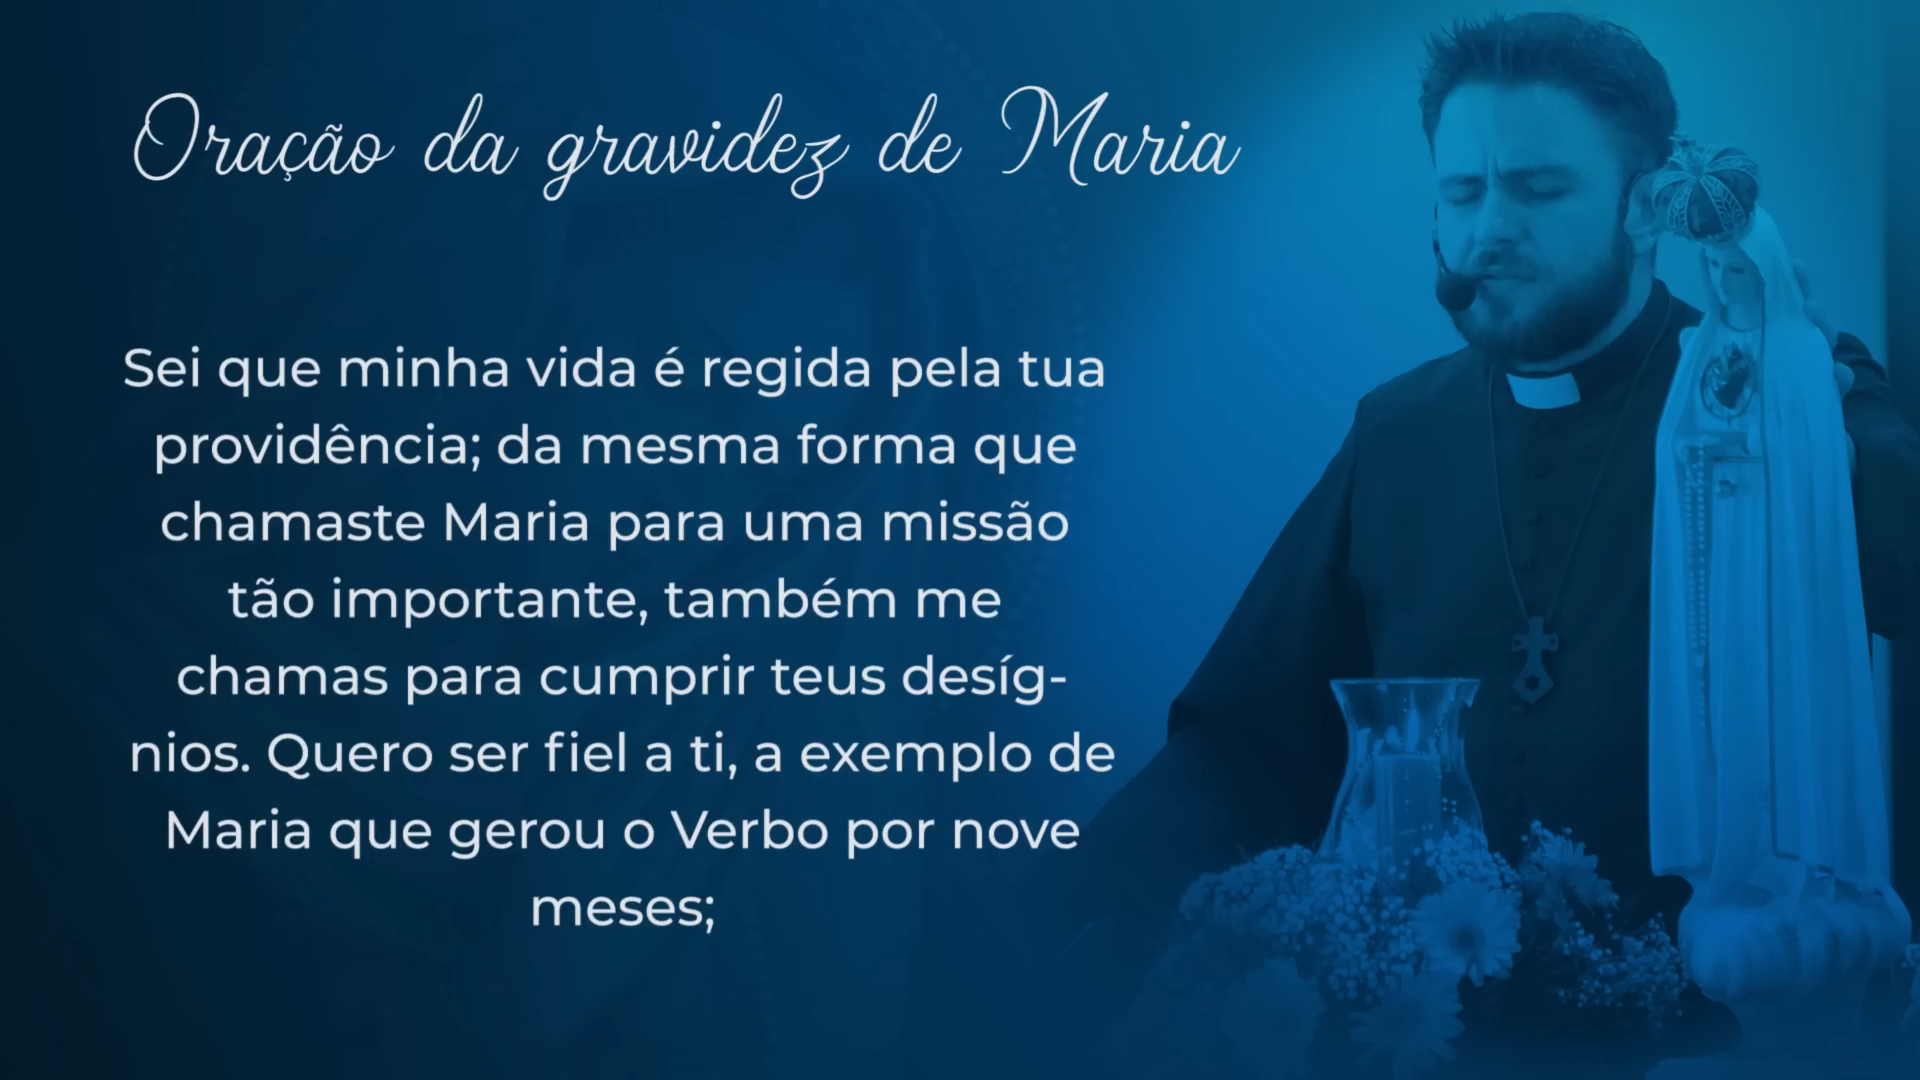 Oração da gravidez de Maria
Sei que minha vida é regida pela tua
providência; da mesma forma que
chamaste Maria para uma missão
tão importante, também me
chamas para cumprir teus desíg-
nios. Quero ser fiel a ti, a exemplo de
Maria que gerou o Verbo por nove
meses;